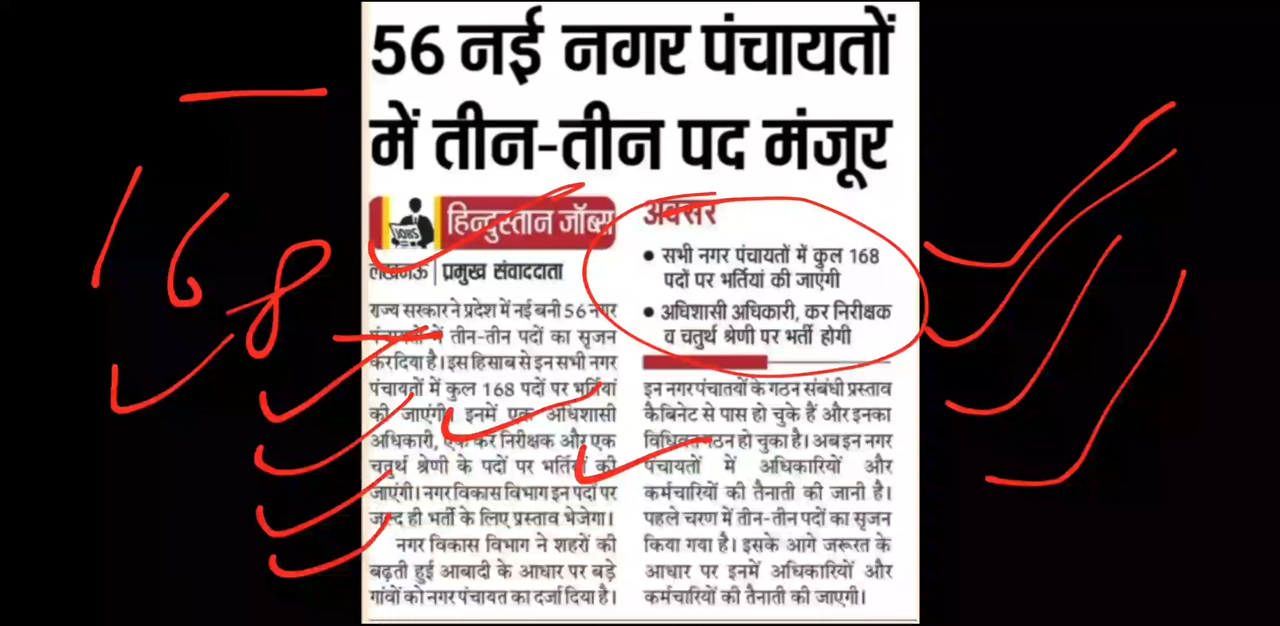 56 नई नगर पंचायतों
में तीन-तीन पद मंजूर
हिन्दुस्तान जॉब्स
JOBS
लखनऊ | प्रमुख संवाददाता
राज्य सरकार ने प्रदेश में नई बनी 56 नगर
पंचायतों में तीन-तीन पदों का सृजन
कर दिया है। इस हिसाब से इन सभी नगर
पंचायतों में कुल 168 पदों पर भर्तियां
की जाएंगी। इनमें एक अधिशासी
अधिकारी, एक कर निरीक्षक और एक
चतुर्थ श्रेणी के पदों पर भर्तियां की
जाएंगी। नगर विकास विभाग इन पदों पर
जल्द ही भर्ती के लिए प्रस्ताव भेजेगा।
नगर विकास विभाग ने शहरों की
बढ़ती हुई आबादी के आधार पर बड़े
गांवों को नगर पंचायत का दर्जा दिया है।
अवसर
• सभी नगर पंचायतों में कुल 168
पदों पर भर्तियां की जाएंगी
• अधिशासी अधिकारी, कर निरीक्षक
व चतुर्थ श्रेणी पर भर्ती होगी
इन नगर पंचातयों के गठन संबंधी प्रस्ताव
कैबिनेट से पास हो चुके हैं और इनका
विधिवत गठन हो चुका है। अब इन नगर
पंचायतों में अधिकारियों और
कर्मचारियों की तैनाती की जानी है।
पहले चरण में तीन-तीन पदों का सृजन
किया गया है। इसके आगे जरूरत के
आधार पर इनमें अधिकारियों और
कर्मचारियों की तैनाती की जाएगी।
168